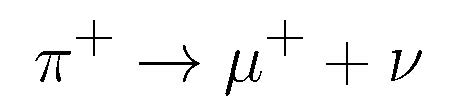 π⁺ → μ⁺ + ν